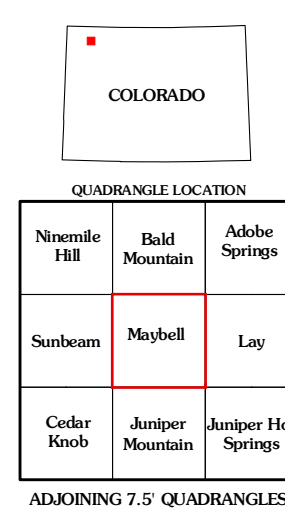 COLORADO
QUADRANGLE LOCATION
Ninemile
Hill
Bald
Mountain
Adobe
Springs
Sunbeam
Maybell
Lay
Cedar
Knob
Juniper
Mountain
Juniper Ho
Springs
ADJOINING 7.5' QUADRANGLES